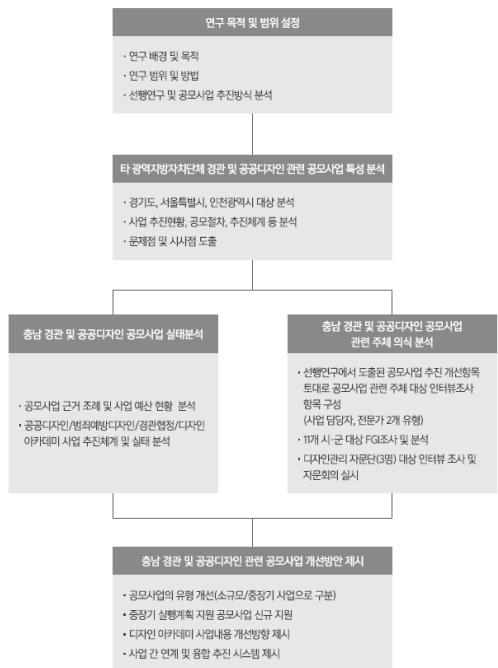 연구 목적 및 범위 설정
· 연구 배경 및 목적
· 연구 범위 및 방법
· 선행연구 및 공모사업 추진방식 분석
타 광역지방자치단체 경관 및 공공디자인 관련 공모사업 특성 분석
· 경기도, 서울특별시, 인천광역시 대상 분석
· 사업 추진현황, 공모절차, 추진체계 등 분석
· 문제점 및 시사점 도출
충남 경관 및 공공디자인 공모사업 실태분석
· 공모사업 근거 조례 및 사업 예산 현황 분석
· 공공디자인/범죄예방디자인/경관협정/디자인
아카데미 사업 추진체계 및 실태 분석
충남 경관 및 공공디자인 공모사업
관련 주체 의식 분석
· 선행연구에서 도출된 공모사업 추진 개선항목
토대로 공모사업 관련 주체 대상 인터뷰조사
항목 구성
(사업 담당자, 전문가 2개 유형)
· 11개 시·군 대상 FGI조사 및 분석
· 디자인관리 자문단(3명) 대상 인터뷰 조사 및
자문회의 실시
충남 경관 및 공공디자인 관련 공모사업 개선방안 제시
· 공모사업의 유형 개선(소규모/중장기 사업으로 구분)
· 중장기 실행계획 지원 공모사업 신규 지원
· 디자인 아카데미 사업내용 개선방향 제시
· 사업 간 연계 및 융합 추진 시스템 제시